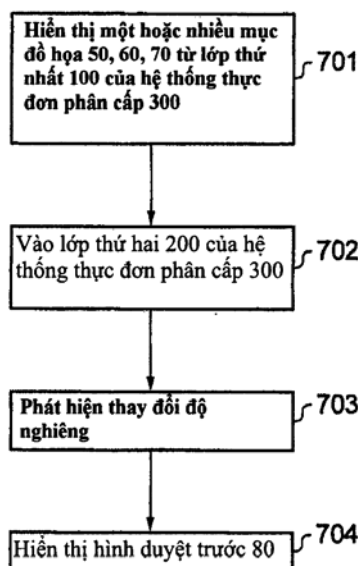 Hiển thị một hoặc nhiều mục
đồ họa 50, 60, 70 từ lớp thứ
nhất 100 của hệ thống thực
đơn phân cấp 300
701
Vào lớp thứ hai 200 của hệ
thống thực đơn phân cấp 300
702
Phát hiện thay đổi độ
nghiêng
703
Hiển thị hình duyệt trước 80
704